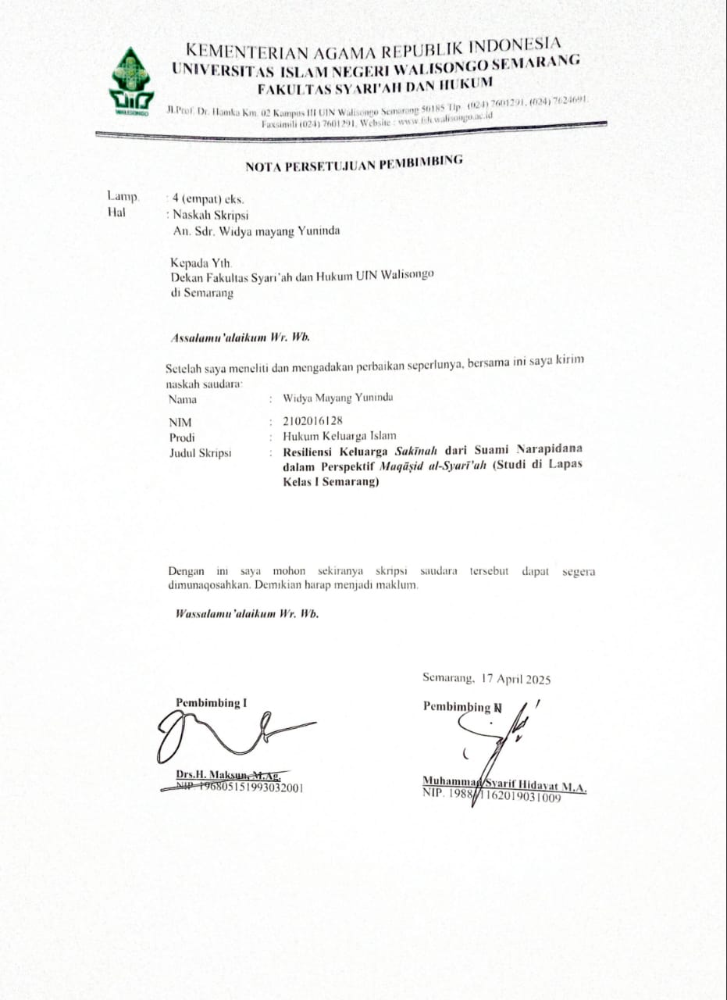 KEMENTERIAN AGAMA REPUBLIK INDONESIA
UNIVERSITAS ISLAM NEGERI WALISONGO SEMARANG
FAKULTAS SYARI'AH DAN HUKUM
WALISONGO
Jl.Prof. Dr. Hamka Km. 02 Kampus III UIN Walisongo Semarang 50185 Tlp. (024) 7601291, (024) 7624691,
Faxsimili (024) 7601291, Website : www.fsh.walisongo.ac.id
NOTA PERSETUJUAN PEMBIMBING
Lamp. : 4 (empat) eks.
Hal : Naskah Skripsi
An. Sdr. Widya mayang Yuninda
Kepada Yth.
Dekan Fakultas Syari'ah dan Hukum UIN Walisongo
di Semarang
Assalamu'alaikum Wr. Wb.
Setelah saya meneliti dan mengadakan perbaikan seperlunya, bersama ini saya kirim
naskah saudara:
Nama : Widya Mayang Yuninda
NIM : 2102016128
Prodi : Hukum Keluarga Islam
Judul Skripsi : Resiliensi Keluarga Sakīnah dari Suami Narapidana
dalam Perspektif Maqāṣid al-Syarī'ah (Studi di Lapas
Kelas I Semarang)
Dengan ini saya mohon sekiranya skripsi saudara tersebut dapat segera
dimunaqosahkan. Demikian harap menjadi maklum.
Wassalamu'alaikum Wr. Wb.
Semarang, 17 April 2025
Pembimbing I
Pembimbing II
Drs.H. Maksun, M.Ag.
NIP. 196805151993032001
Muhammad Syarif Hidayat M.A.
NIP. 1988 1162019031009